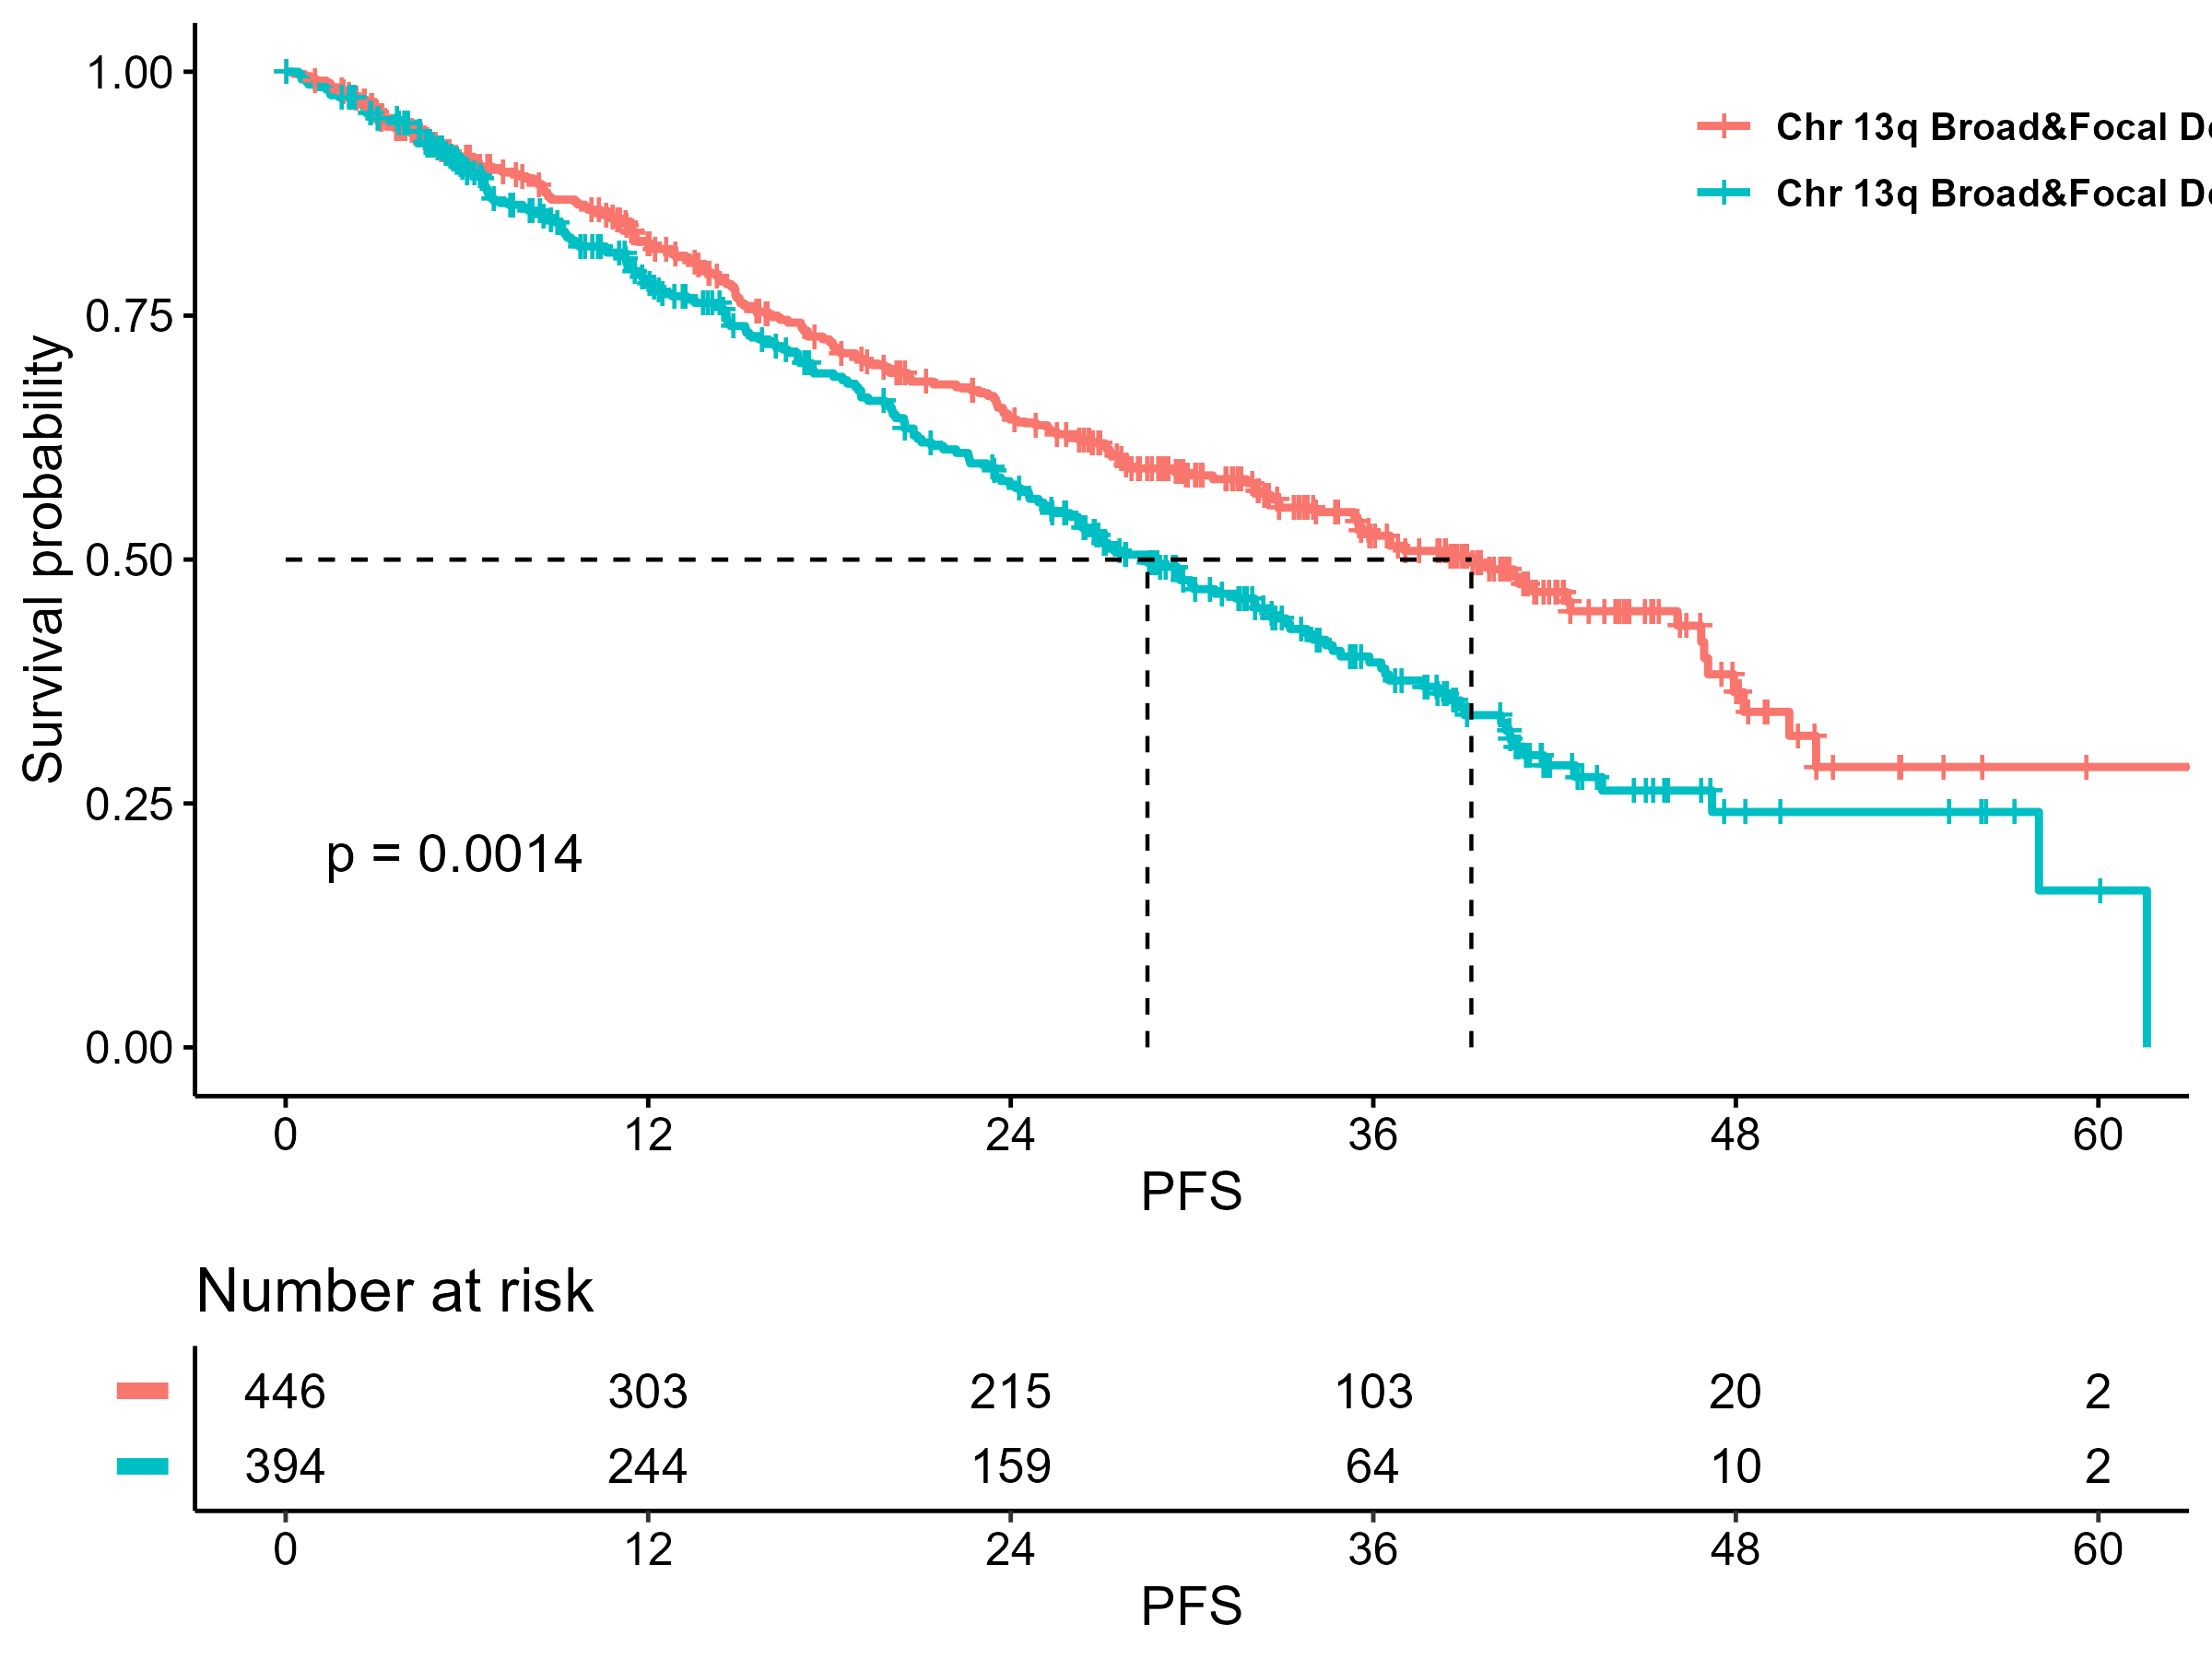 1.00
0.75
0.50
0.25
0.00
Survival probability
Chr 13q Broad&Focal
Chr 13q Broad&Focal
p = 0.0014
0 12 24 36 48 60
PFS
Number at risk
446 303 215 103 20 2
394 244 159 64 10 2
0 12 24 36 48 60
PFS